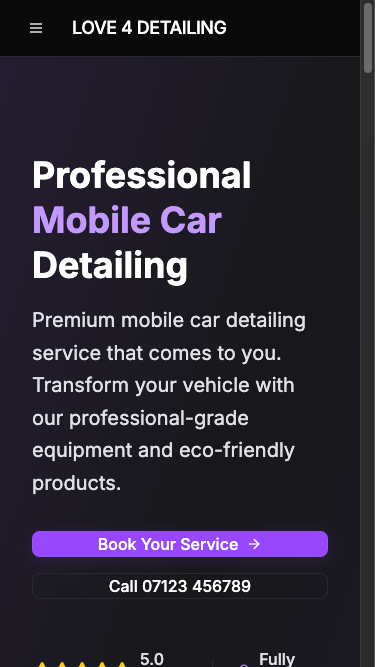 LOVE 4 DETAILING
Professional
Mobile Car
Detailing
Premium mobile car detailing
service that comes to you.
Transform your vehicle with
our professional-grade
equipment and eco-friendly
products.
Book Your Service →
Call 07123 456789
5.0
Fully